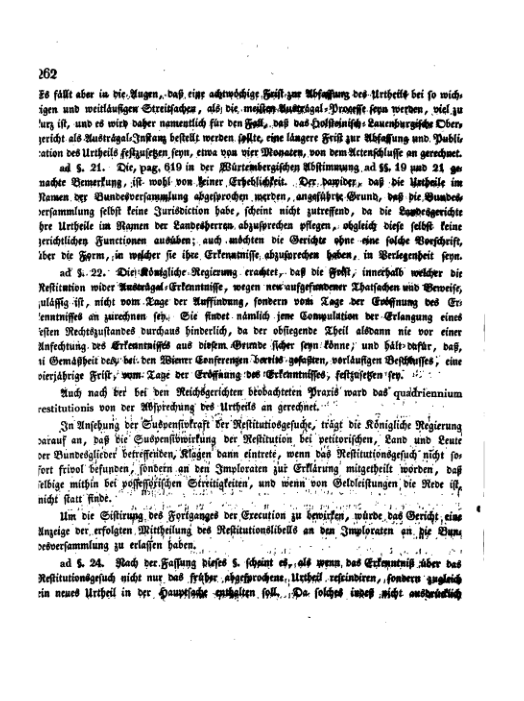 262
Es fällt aber in die Augen, daß eine achtwöchige Frist zur Abfassung des Urtheils bei so wich-
tigen und weitläufigen Streitsachen, als die meisten Austrägal-Processe seyn werden, viel zu
kurz ist, und es wird daher namentlich für den Fall, daß das Holsteinisch-Lauenburgische Ober-
gericht als Austrägal-Instanz bestellt werden sollte, eine längere Frist zur Abfassung und Publi-
cation des Urtheils festzusetzen seyn, etwa von vier Monaten, von dem Actenschlusse an gerechnet.
ad §. 21. Die, pag. 619 in der Würtembergischen Abstimmung ad §§. 19 und 21 ge-
machte Bemerkung, ist wohl von keiner Erheblichkeit. Der dawider, daß die Urtheile im
Namen der Bundesversammlung abgesprochen werden, angeführte Grund, daß die Bundes-
versammlung selbst keine Jurisdiction habe, scheint nicht zutreffend, da die Landesgerichte
ihre Urtheile im Namen der Landesherren abzusprechen pflegen, obgleich diese selbst keine
gerichtlichen Functionen ausüben; auch möchten die Gerichte ohne eine solche Vorschrift,
über die Form, in welcher sie ihre Erkenntnisse abzusprechen haben, in Verlegenheit seyn.
ad §. 22. Die Königliche Regierung erachtet, daß die Frist, innerhalb welcher die
Restitution wider Austrägal-Erkenntnisse, wegen neu aufgefundener Thatsachen und Beweise,
zulässig ist, nicht vom Tage der Auffindung, sondern vom Tage der Eröffnung des Er-
kenntnisses an zurechnen sey. Sie findet nämlich jene Computation der Erlangung eines
festen Rechtszustandes durchaus hinderlich, da der obsiegende Theil alsdann nie vor einer
Anfechtung des Erkenntnisses aus diesem Grunde sicher seyn könne, und hält dafür, daß,
in Gemäßheit des bei den Wiener Conferenzen bereits gefaßten, vorläufigen Beschlusses, eine
vierjährige Frist, vom Tage der Eröffnung des Erkenntnisses, festzusetzen sey.
Auch nach der bei den Reichsgerichten beobachteten Praxis ward das quadriennium
restitutionis von der Absprechung des Urtheils an gerechnet.
In Ansehung der Suspensivkraft der Restitutiosgesuche, trägt die Königliche Regierung
darauf an, daß die Suspensivwirkung der Restitution bei petitorischen, Land und Leute
der Bundesglieder betreffenden, Klagen dann eintrete, wenn das Restitutionsgesuch nicht so-
fort frivol befunden, sondern an den Imploraten zur Erklärung mitgetheilt worden, daß
selbige mithin bei possessorischen Streitigkeiten, und wenn von Geldleistungen die Rede ist,
nicht statt finde.
Um die Sistirung des Fortganges der Execution zu bewirken, würde das Gericht eine
Anzeige der erfolgten Mittheilung des Restitutionslibells an den Imploraten an die Bun-
desversammlung zu erlassen haben.
ad §. 24. Nach der Fassung dieses §. scheint es, als wenn das Erkenntniß über das
Restitutionsgesuch nicht nur das früher abgesprochene Urtheil rescindiren, sondern zugleich
ein neues Urtheil in der Hauptsache enthalten soll. Da solches indeß nicht ausdrücklich